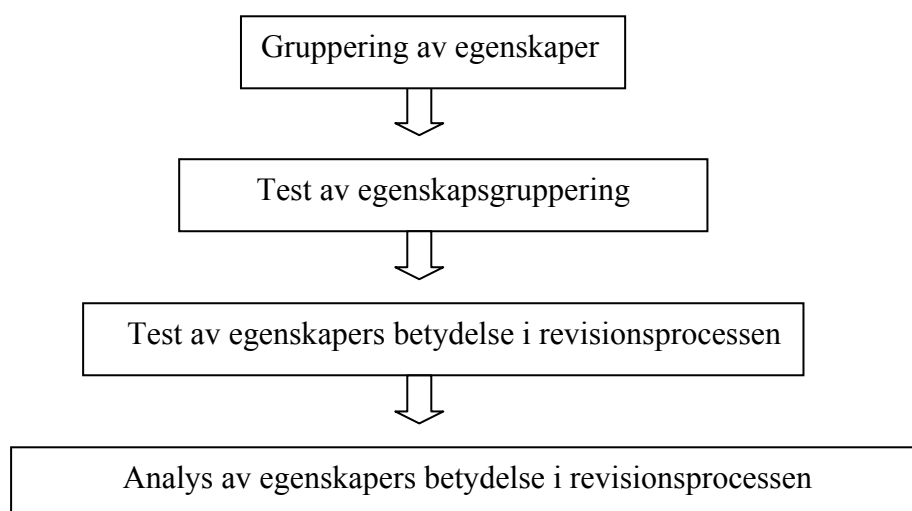 Gruppering av egenskaper
Test av egenskapsgruppering
Test av egenskapers betydelse i revisionsprocessen
Analys av egenskapers betydelse i revisionsprocessen